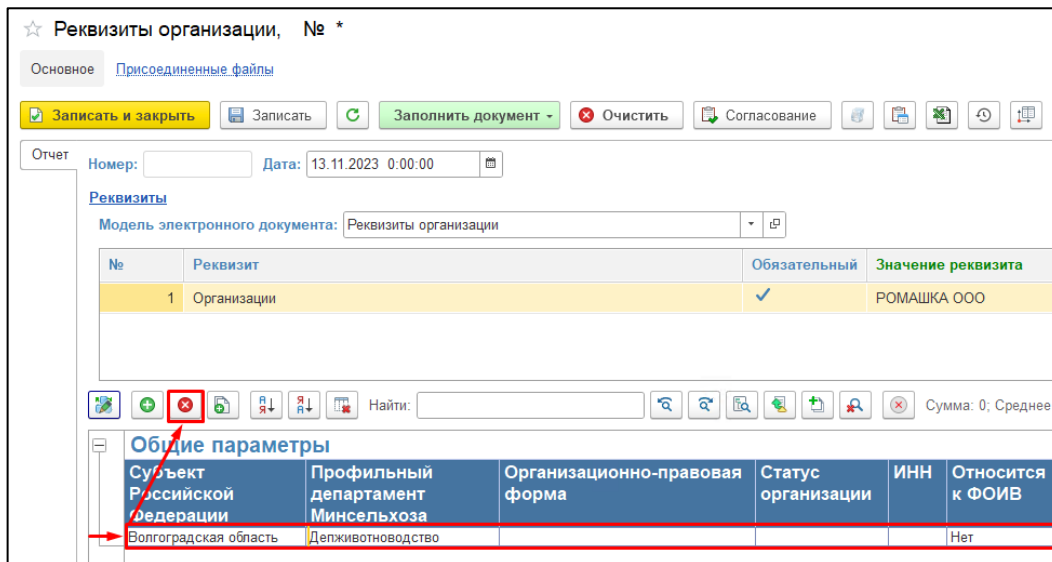 Реквизиты организации, № *
Основное Присоединенные файлы
Записать и закрыть Записать Заполнить документ Очистить Согласование
Отчет
Номер: Дата: 13.11.2023 0:00:00
Реквизиты
Модель электронного документа: Реквизиты организации
№ Реквизит Обязательный Значение реквизита
1 Организации РОМАШКА ООО
Найти: Сумма: 0; Среднее
Общие параметры
Субъект Российской Федерации Профильный департамент Минсельхоза Организационно-правовая форма Статус организации ИНН Относится к ФОИВ
Волгоградская область Депживотноводство Нет